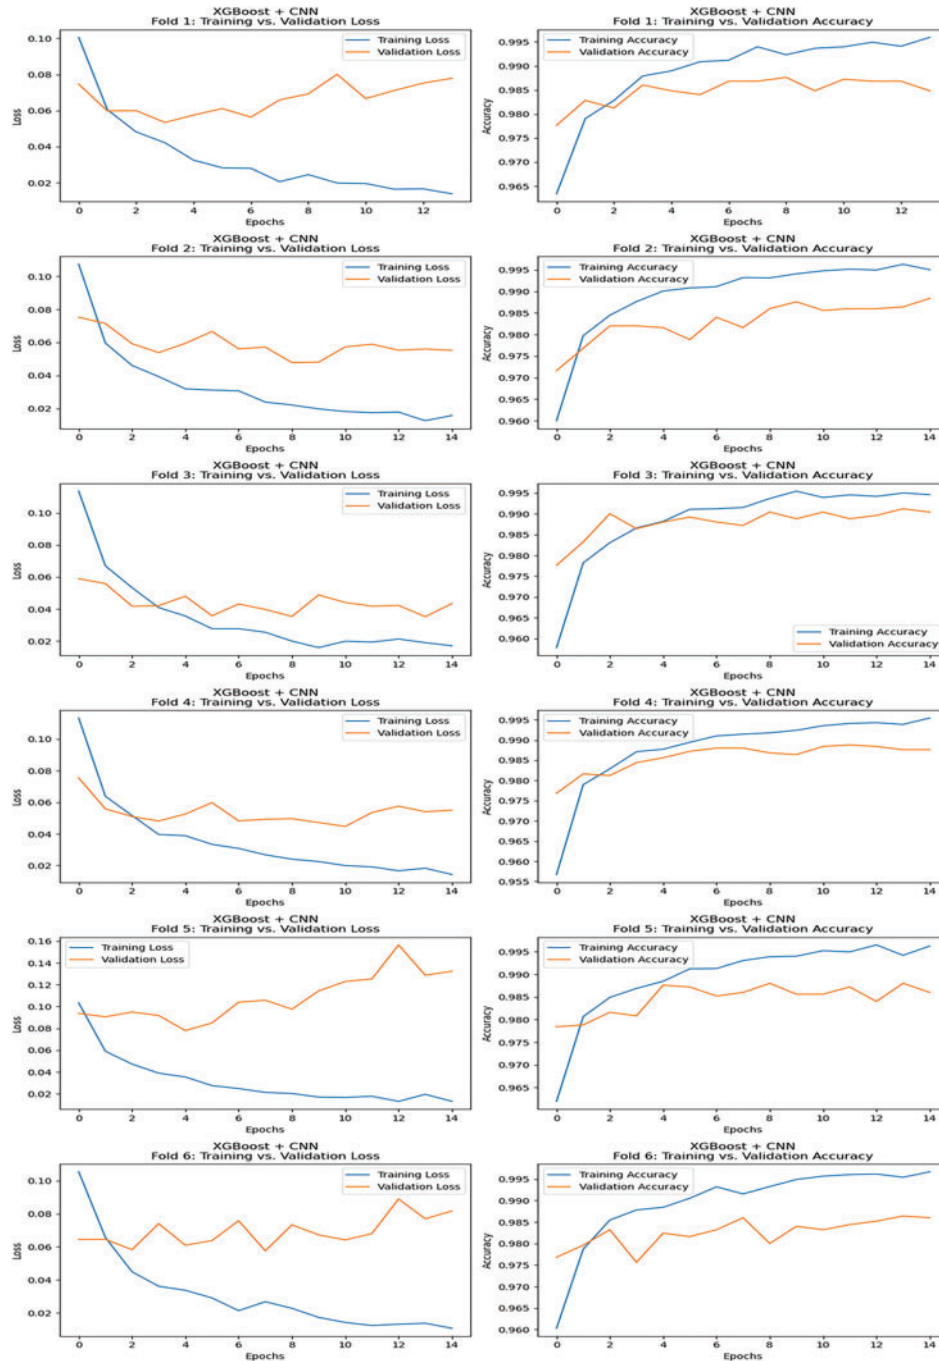 XGBoost + CNN
Fold 1: Training vs. Validation Loss
Training Loss
Validation Loss
0.10
0.08
0.06
0.04
0.02
Loss
0 2 4 6 8 10 12
Epochs
XGBoost + CNN
Fold 1: Training vs. Validation Accuracy
Training Accuracy
Validation Accuracy
0.995
0.990
0.985
0.980
0.975
0.970
0.965
Accuracy
0 2 4 6 8 10 12
Epochs
XGBoost + CNN
Fold 2: Training vs. Validation Loss
Training Loss
Validation Loss
0.10
0.08
0.06
0.04
0.02
Loss
0 2 4 6 8 10 12 14
Epochs
XGBoost + CNN
Fold 2: Training vs. Validation Accuracy
Training Accuracy
Validation Accuracy
0.995
0.990
0.985
0.980
0.975
0.970
0.965
0.960
Accuracy
0 2 4 6 8 10 12 14
Epochs
XGBoost + CNN
Fold 3: Training vs. Validation Loss
Training Loss
Validation Loss
0.10
0.08
0.06
0.04
0.02
Loss
0 2 4 6 8 10 12 14
Epochs
XGBoost + CNN
Fold 3: Training vs. Validation Accuracy
0.995
0.990
0.985
0.980
0.975
0.970
0.965
0.960
Accuracy
Training Accuracy
Validation Accuracy
0 2 4 6 8 10 12 14
Epochs
XGBoost + CNN
Fold 4: Training vs. Validation Loss
Training Loss
Validation Loss
0.10
0.08
0.06
0.04
0.02
Loss
0 2 4 6 8 10 12 14
Epochs
XGBoost + CNN
Fold 4: Training vs. Validation Accuracy
Training Accuracy
Validation Accuracy
0.995
0.990
0.985
0.980
0.975
0.970
0.965
0.960
0.955
Accuracy
0 2 4 6 8 10 12 14
Epochs
XGBoost + CNN
Fold 5: Training vs. Validation Loss
Training Loss
Validation Loss
0.16
0.14
0.12
0.10
0.08
0.06
0.04
0.02
Loss
0 2 4 6 8 10 12 14
Epochs
XGBoost + CNN
Fold 5: Training vs. Validation Accuracy
Training Accuracy
Validation Accuracy
0.995
0.990
0.985
0.980
0.975
0.970
0.965
Accuracy
0 2 4 6 8 10 12 14
Epochs
XGBoost + CNN
Fold 6: Training vs. Validation Loss
Training Loss
Validation Loss
0.10
0.08
0.06
0.04
0.02
Loss
0 2 4 6 8 10 12 14
Epochs
XGBoost + CNN
Fold 6: Training vs. Validation Accuracy
Training Accuracy
Validation Accuracy
0.995
0.990
0.985
0.980
0.975
0.970
0.965
0.960
Accuracy
0 2 4 6 8 10 12 14
Epochs